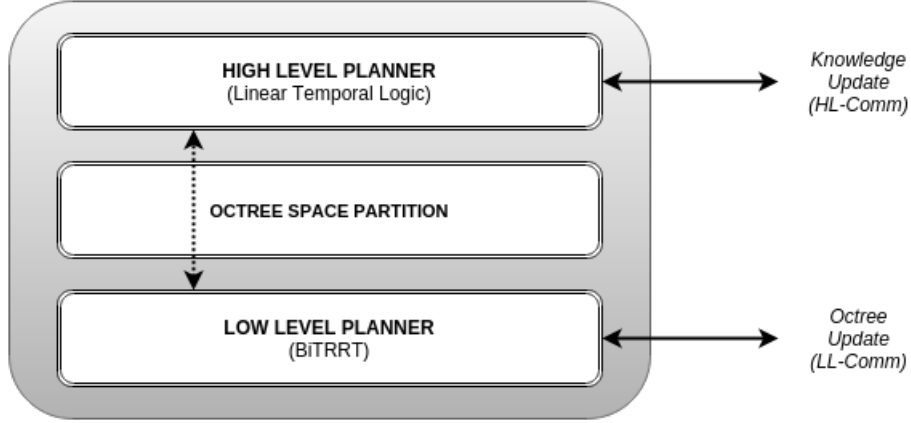 HIGH LEVEL PLANNER
(Linear Temporal Logic)
Knowledge
Update
(HL-Comm)
OCTREE SPACE PARTITION
LOW LEVEL PLANNER
(BiTRRT)
Octree
Update
(LL-Comm)